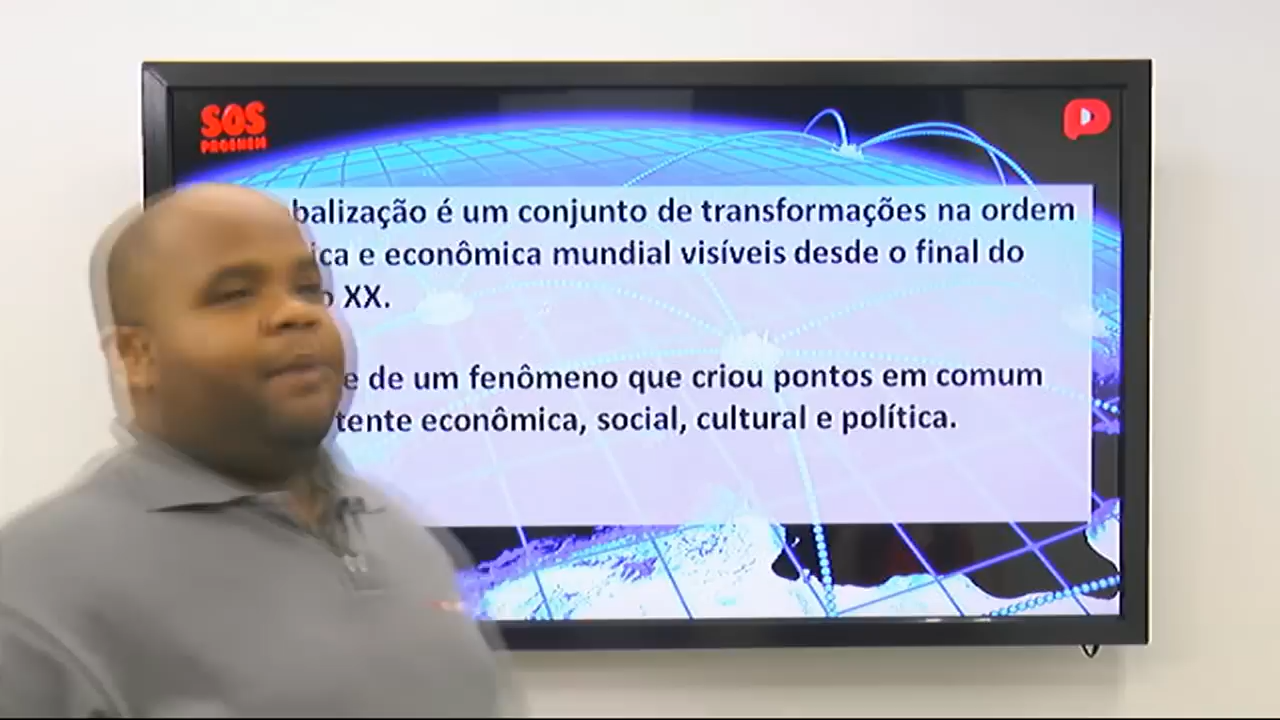 SOS
PROENEM
balização é um conjunto de transformações na ordem
ica e econômica mundial visíveis desde o final do
XX.
e de um fenômeno que criou pontos em comum
tente econômica, social, cultural e política.